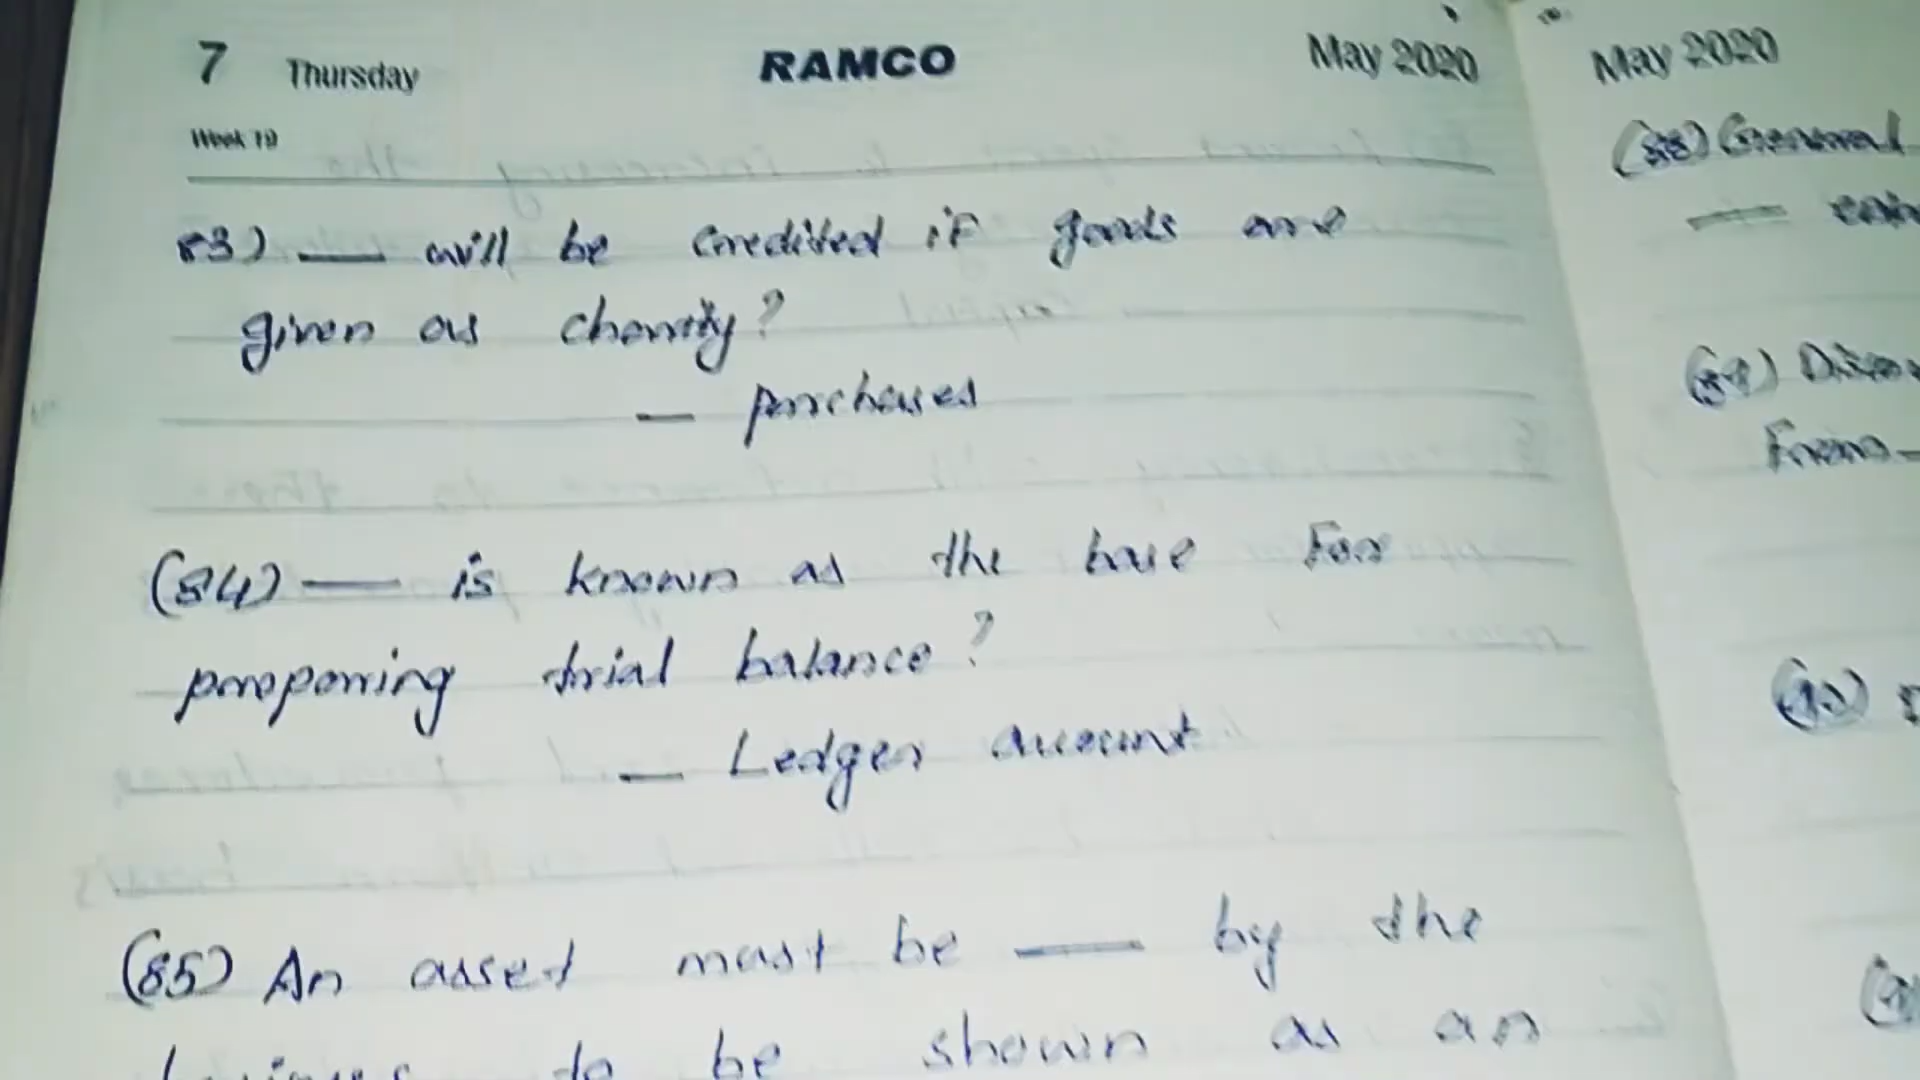 7 Thursday RAMCO May 2020
Week 19
83) — will be credited if goods are
given as charity?
— purchases
(84) — is known as the base For
preparing trial balance?
— Ledger account
(85) An asset must be — by the
to be shown as an
May 2020
(88) General
From